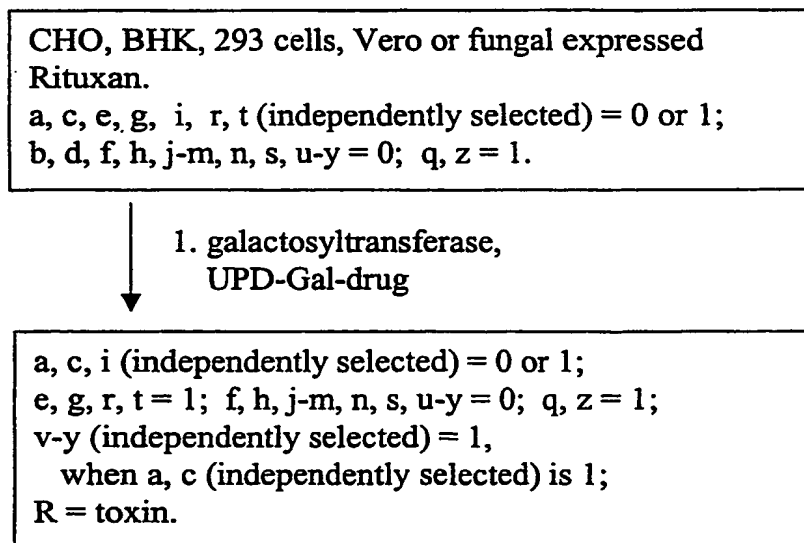 CHO, BHK, 293 cells, Vero or fungal expressed
Rituxan.
a, c, e, g, i, r, t (independently selected) = 0 or 1;
b, d, f, h, j-m, n, s, u-y = 0; q, z = 1.
1. galactosyltransferase,
UPD-Gal-drug
a, c, i (independently selected) = 0 or 1;
e, g, r, t = 1; f, h, j-m, n, s, u-y = 0; q, z = 1;
v-y (independently selected) = 1,
when a, c (independently selected) is 1;
R = toxin.